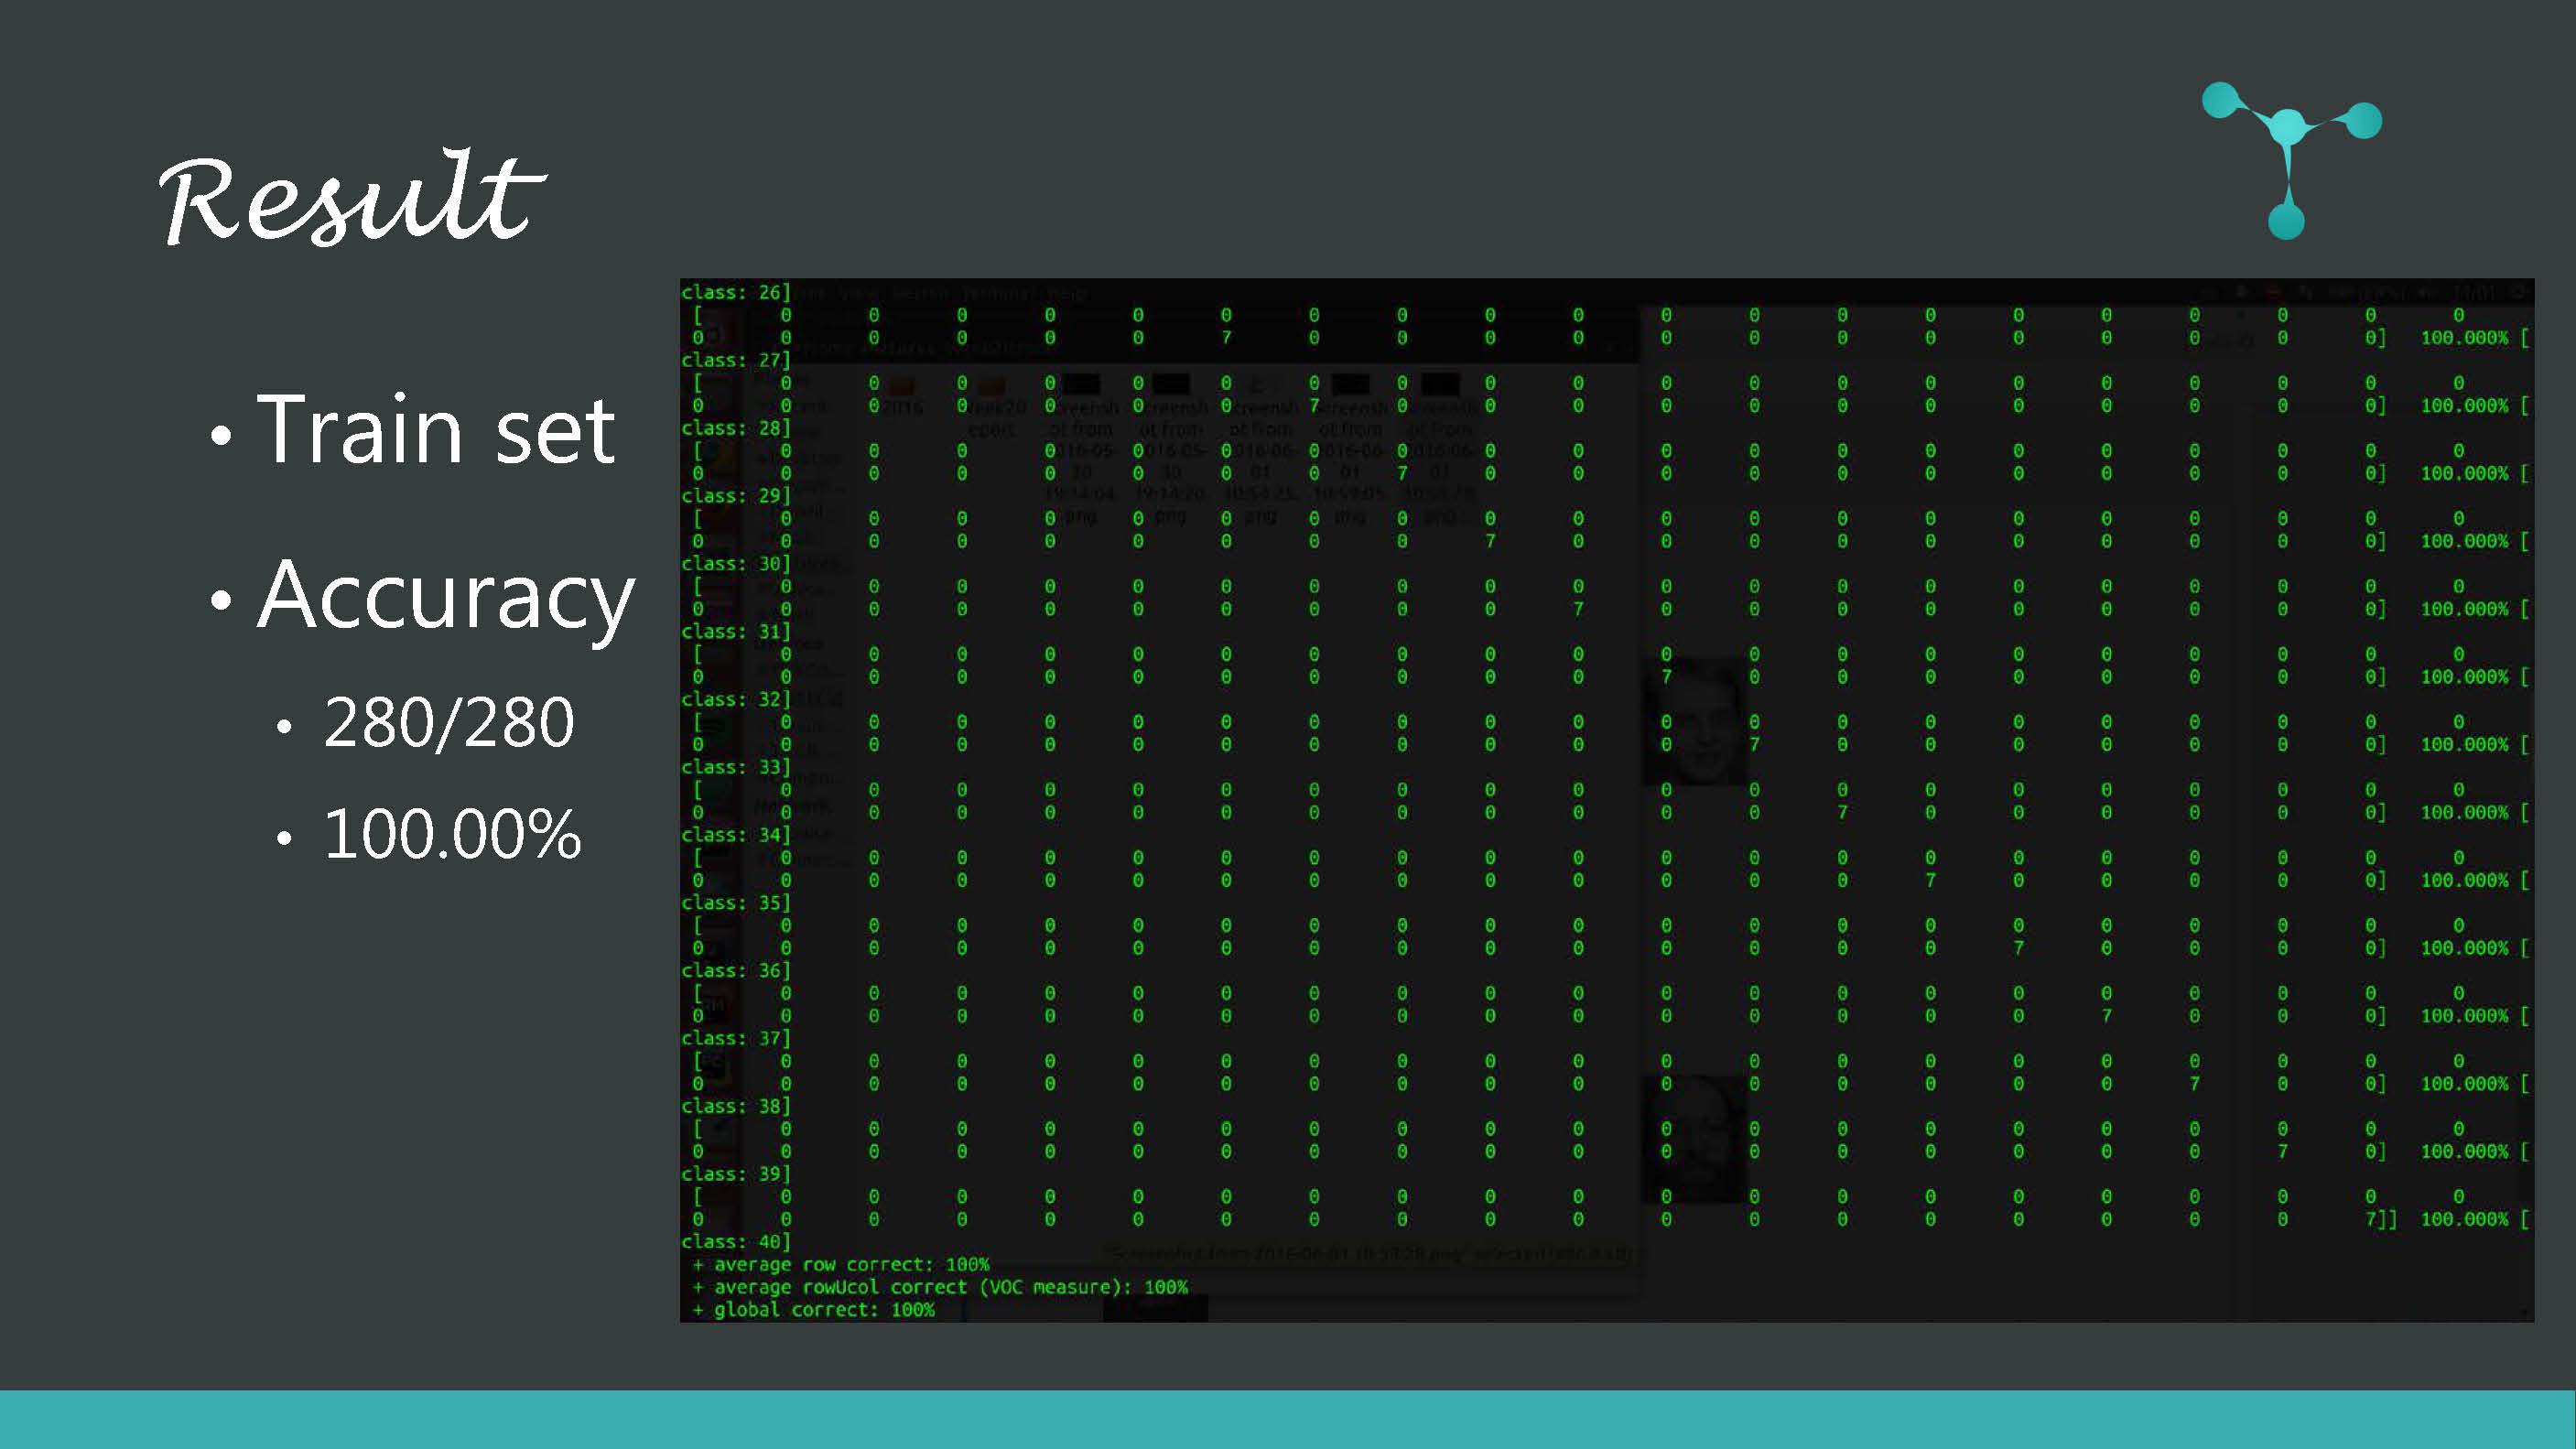 Result
• Train set
• Accuracy
• 280/280
• 100.00%
class: 26]
[ 0 0 0 0 0 0 0 0 0 0 0 0 0 0 0 0 0 0 0 0
0 0 0 0 0 0 7 0 0 0 0 0 0 0 0 0 0 0 0 0] 100.000% [
class: 27]
[ 0 0 0 0 0 0 0 0 0 0 0 0 0 0 0 0 0 0 0 0
0 0 0 0 0 0 0 7 0 0 0 0 0 0 0 0 0 0 0 0] 100.000% [
class: 28]
[ 0 0 0 0 0 0 0 0 0 0 0 0 0 0 0 0 0 0 0 0
0 0 0 0 0 0 0 0 7 0 0 0 0 0 0 0 0 0 0 0] 100.000% [
class: 29]
[ 0 0 0 0 0 0 0 0 0 0 0 0 0 0 0 0 0 0 0 0
0 0 0 0 0 0 0 0 0 7 0 0 0 0 0 0 0 0 0 0] 100.000% [
class: 30]
[ 0 0 0 0 0 0 0 0 0 0 0 0 0 0 0 0 0 0 0 0
0 0 0 0 0 0 0 0 0 0 7 0 0 0 0 0 0 0 0 0] 100.000% [
class: 31]
[ 0 0 0 0 0 0 0 0 0 0 0 0 0 0 0 0 0 0 0 0
0 0 0 0 0 0 0 0 0 0 0 7 0 0 0 0 0 0 0 0] 100.000% [
class: 32]
[ 0 0 0 0 0 0 0 0 0 0 0 0 0 0 0 0 0 0 0 0
0 0 0 0 0 0 0 0 0 0 0 0 7 0 0 0 0 0 0 0] 100.000% [
class: 33]
[ 0 0 0 0 0 0 0 0 0 0 0 0 0 0 0 0 0 0 0 0
0 0 0 0 0 0 0 0 0 0 0 0 0 7 0 0 0 0 0 0] 100.000% [
class: 34]
[ 0 0 0 0 0 0 0 0 0 0 0 0 0 0 0 0 0 0 0 0
0 0 0 0 0 0 0 0 0 0 0 0 0 0 7 0 0 0 0 0] 100.000% [
class: 35]
[ 0 0 0 0 0 0 0 0 0 0 0 0 0 0 0 0 0 0 0 0
0 0 0 0 0 0 0 0 0 0 0 0 0 0 0 7 0 0 0 0] 100.000% [
class: 36]
[ 0 0 0 0 0 0 0 0 0 0 0 0 0 0 0 0 0 0 0 0
0 0 0 0 0 0 0 0 0 0 0 0 0 0 0 0 7 0 0 0] 100.000% [
class: 37]
[ 0 0 0 0 0 0 0 0 0 0 0 0 0 0 0 0 0 0 0 0
0 0 0 0 0 0 0 0 0 0 0 0 0 0 0 0 0 7 0 0] 100.000% [
class: 38]
[ 0 0 0 0 0 0 0 0 0 0 0 0 0 0 0 0 0 0 0 0
0 0 0 0 0 0 0 0 0 0 0 0 0 0 0 0 0 0 7 0] 100.000% [
class: 39]
[ 0 0 0 0 0 0 0 0 0 0 0 0 0 0 0 0 0 0 0 0
0 0 0 0 0 0 0 0 0 0 0 0 0 0 0 0 0 0 0 7]] 100.000% [
class: 40]
+ average row correct: 100%
+ average rowUcol correct (VOC measure): 100%
+ global correct: 100%